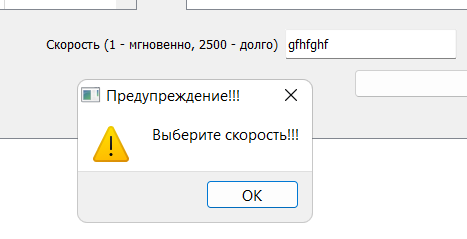 Скорость (1 - мгновенно, 2500 - долго) gfhfghf
Предупреждение!!!
Выберите скорость!!!
OK